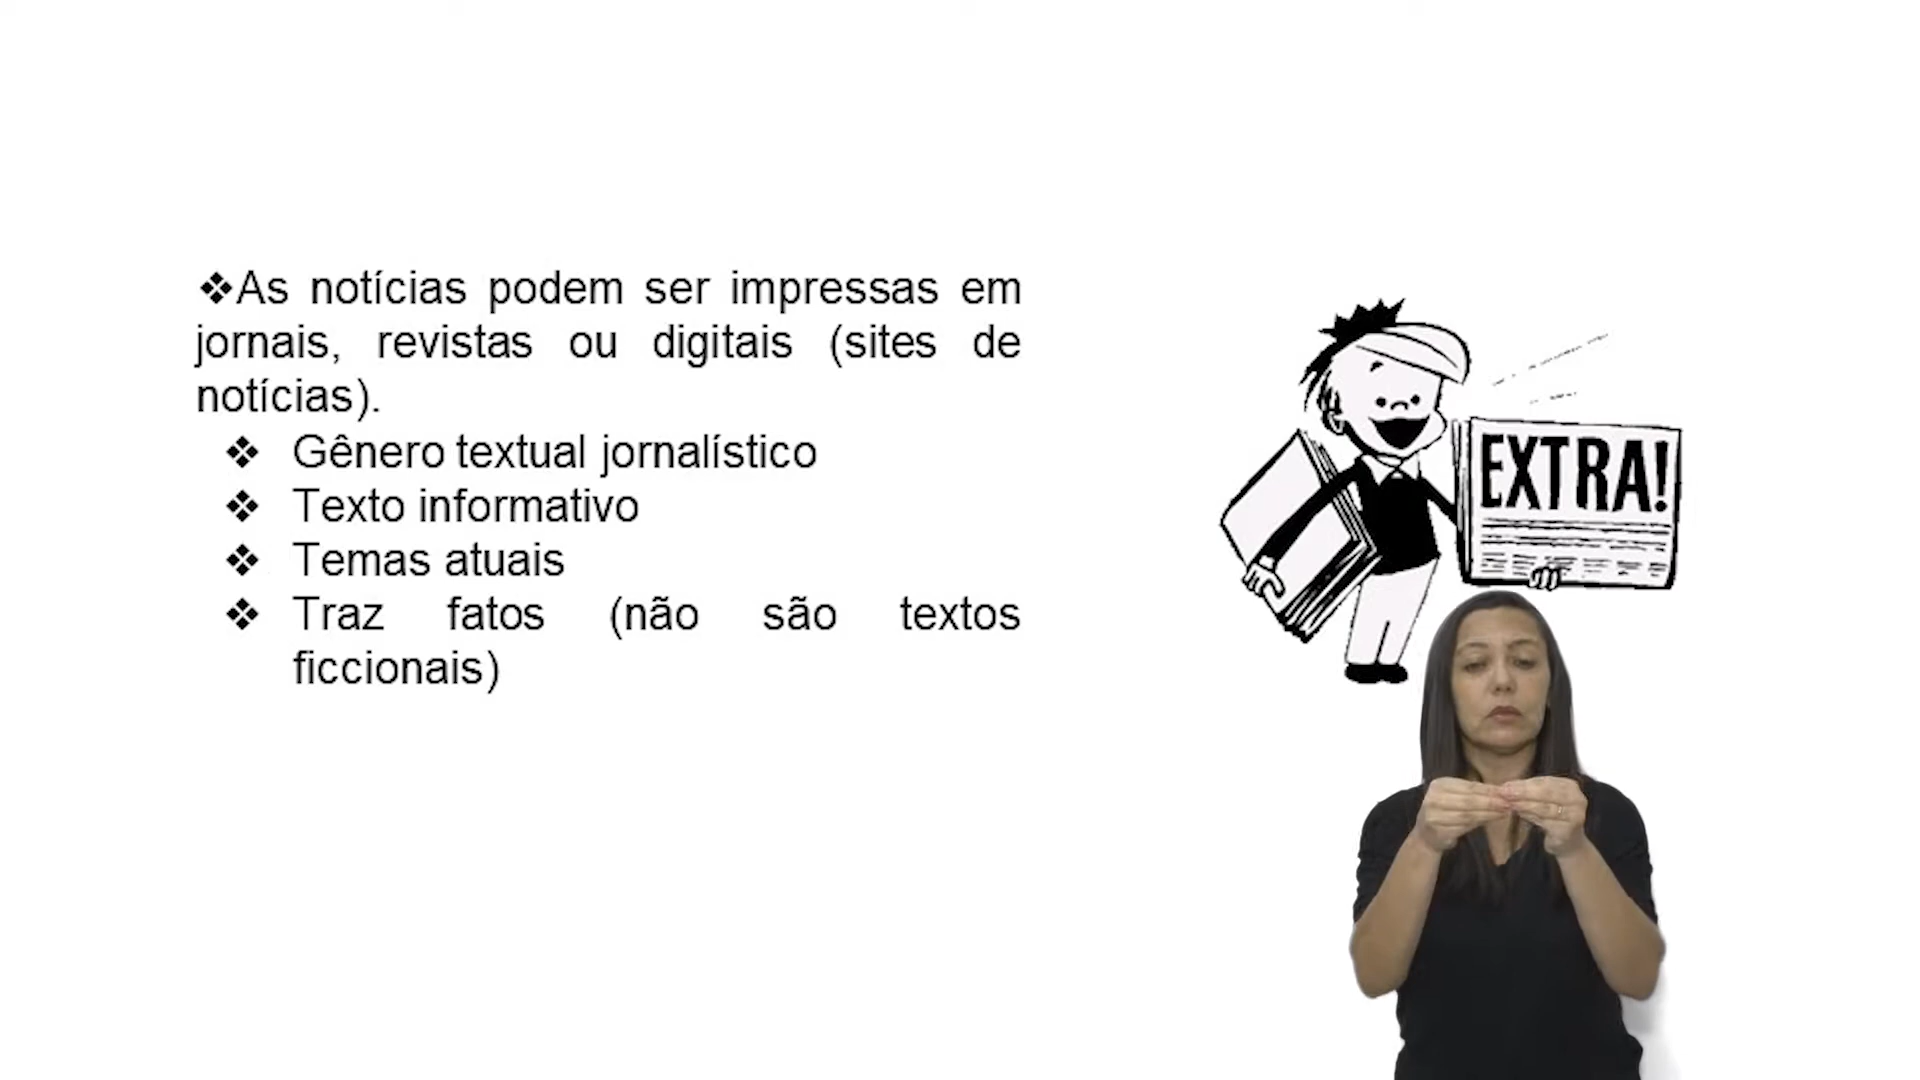 ❖As notícias podem ser impressas em
jornais, revistas ou digitais (sites de
notícias).
❖ Gênero textual jornalístico
❖ Texto informativo
❖ Temas atuais
❖ Traz fatos (não são textos
ficcionais)
EXTRA!